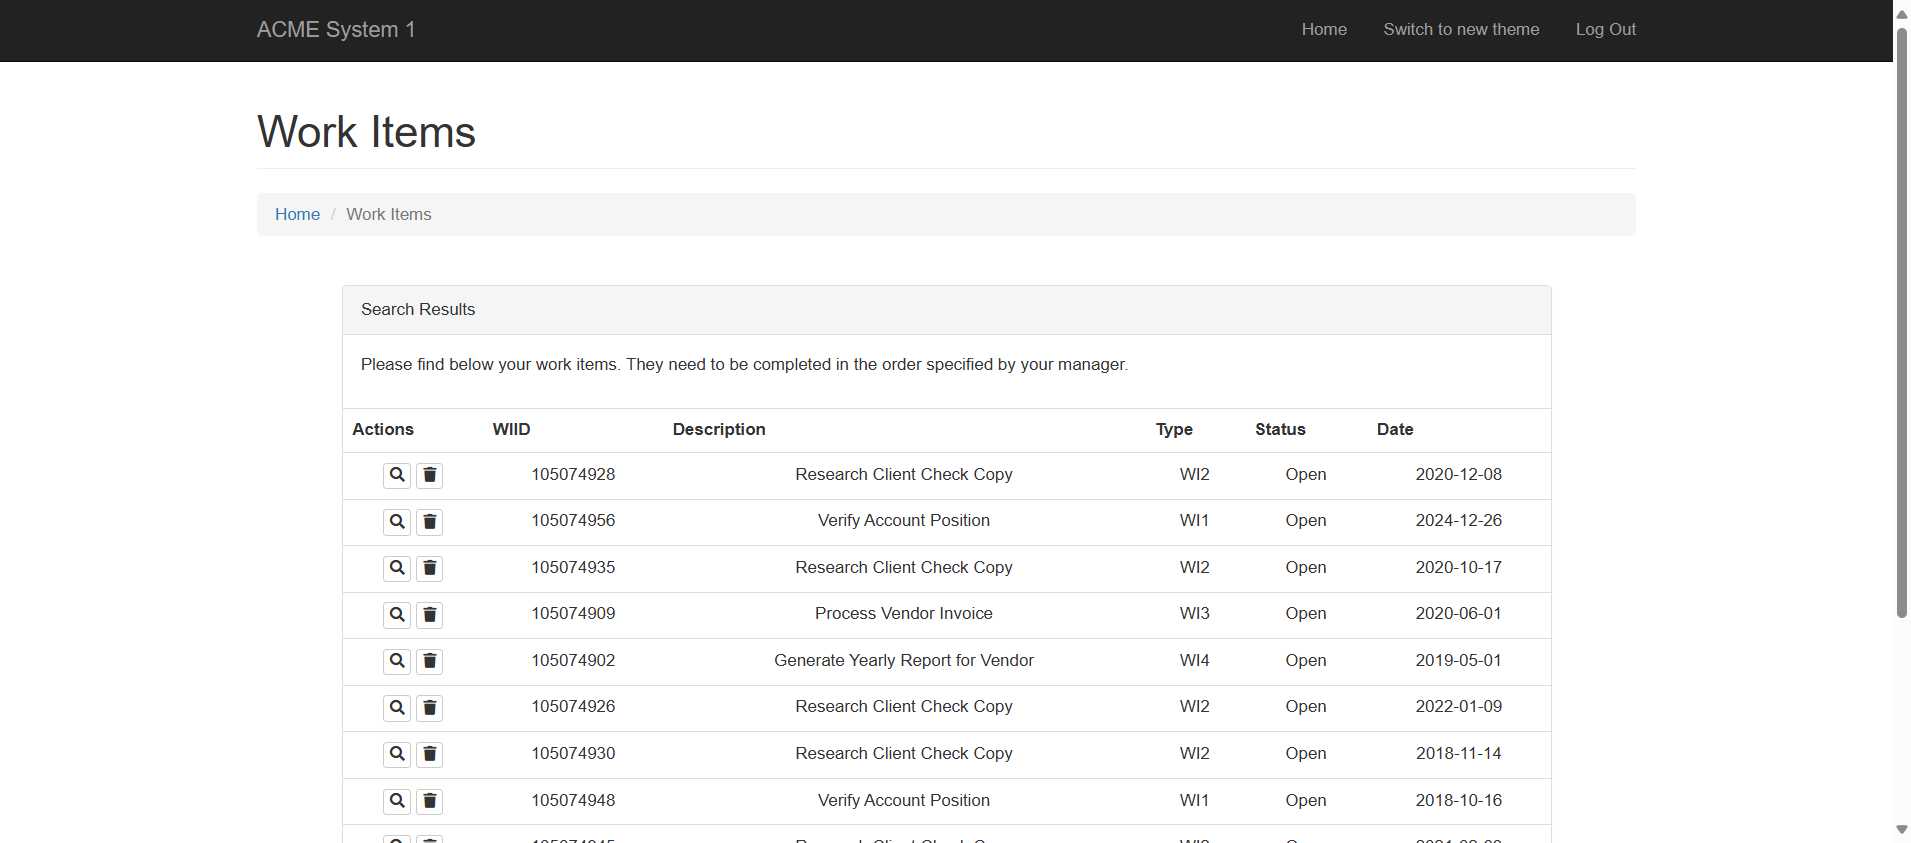 ACME System 1 Home Switch to new theme Log Out
Work Items
Home / Work Items
Search Results
Please find below your work items. They need to be completed in the order specified by your manager.
Actions WIID Description Type Status Date
105074928 Research Client Check Copy WI2 Open 2020-12-08
105074956 Verify Account Position WI1 Open 2024-12-26
105074935 Research Client Check Copy WI2 Open 2020-10-17
105074909 Process Vendor Invoice WI3 Open 2020-06-01
105074902 Generate Yearly Report for Vendor WI4 Open 2019-05-01
105074926 Research Client Check Copy WI2 Open 2022-01-09
105074930 Research Client Check Copy WI2 Open 2018-11-14
105074948 Verify Account Position WI1 Open 2018-10-16